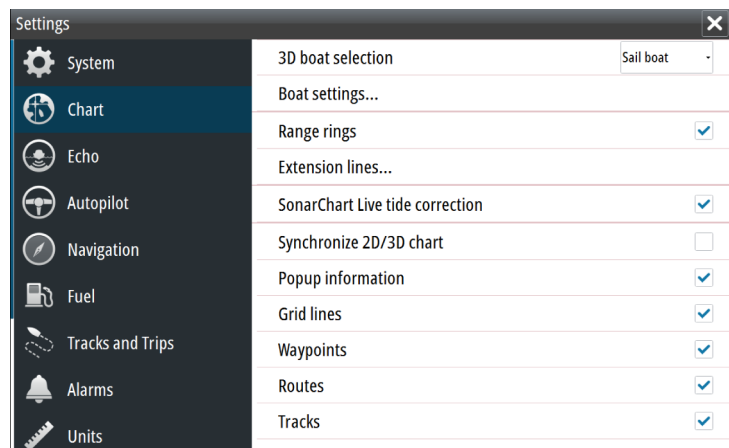 Settings
System
Chart
Echo
Autopilot
Navigation
Fuel
Tracks and Trips
Alarms
Units
3D boat selection Sail boat
Boat settings...
Range rings
Extension lines...
SonarChart Live tide correction
Synchronize 2D/3D chart
Popup information
Grid lines
Waypoints
Routes
Tracks